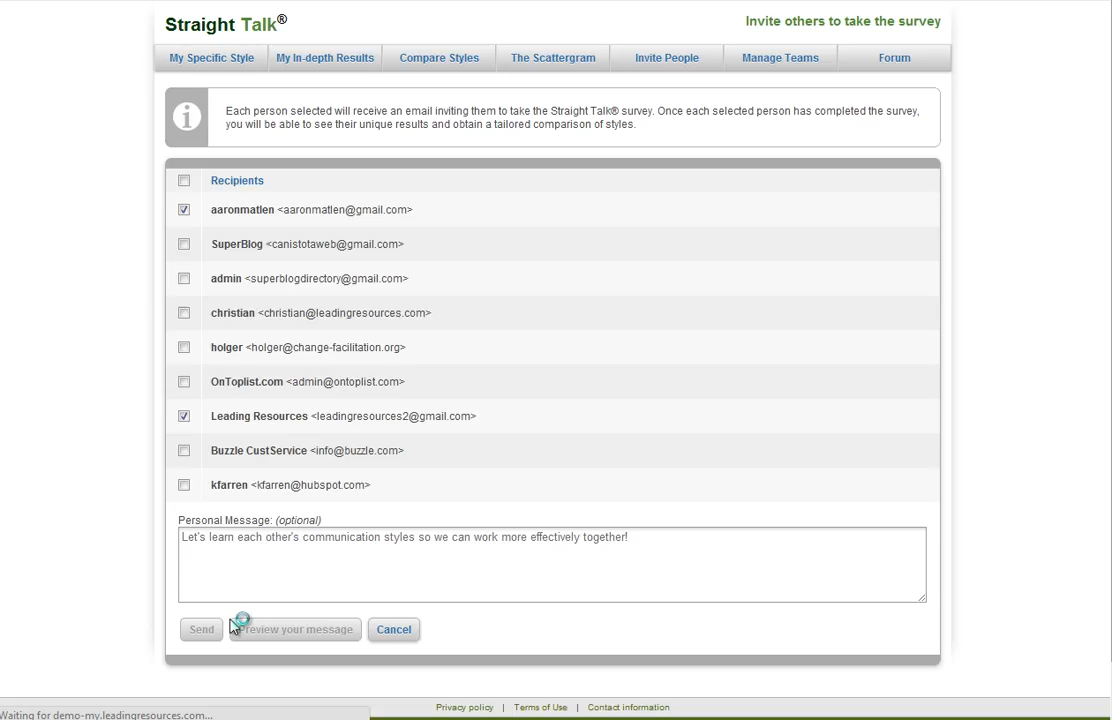 Straight Talk®
Invite others to take the survey
My Specific Style
My In-depth Results
Compare Styles
The Scattergram
Invite People
Manage Teams
Forum
Each person selected will receive an email inviting them to take the Straight Talk® survey. Once each selected person has completed the survey,
you will be able to see their unique results and obtain a tailored comparison of styles.
Recipients
aaronmatlen <aaronmatlen@gmail.com>
SuperBlog <canistotaweb@gmail.com>
admin <superblogdirectory@gmail.com>
christian <christian@leadingresources.com>
holger <holger@change-facilitation.org>
OnToplist.com <admin@ontoplist.com>
Leading Resources <leadingresources2@gmail.com>
Buzzle CustService <info@buzzle.com>
kfarren <kfarren@hubspot.com>
Personal Message: (optional)
Let's learn each other's communication styles so we can work more effectively together!
Send
Preview your message
Cancel
Privacy policy | Terms of Use | Contact information
Waiting for demo-my.leadingresources.com...